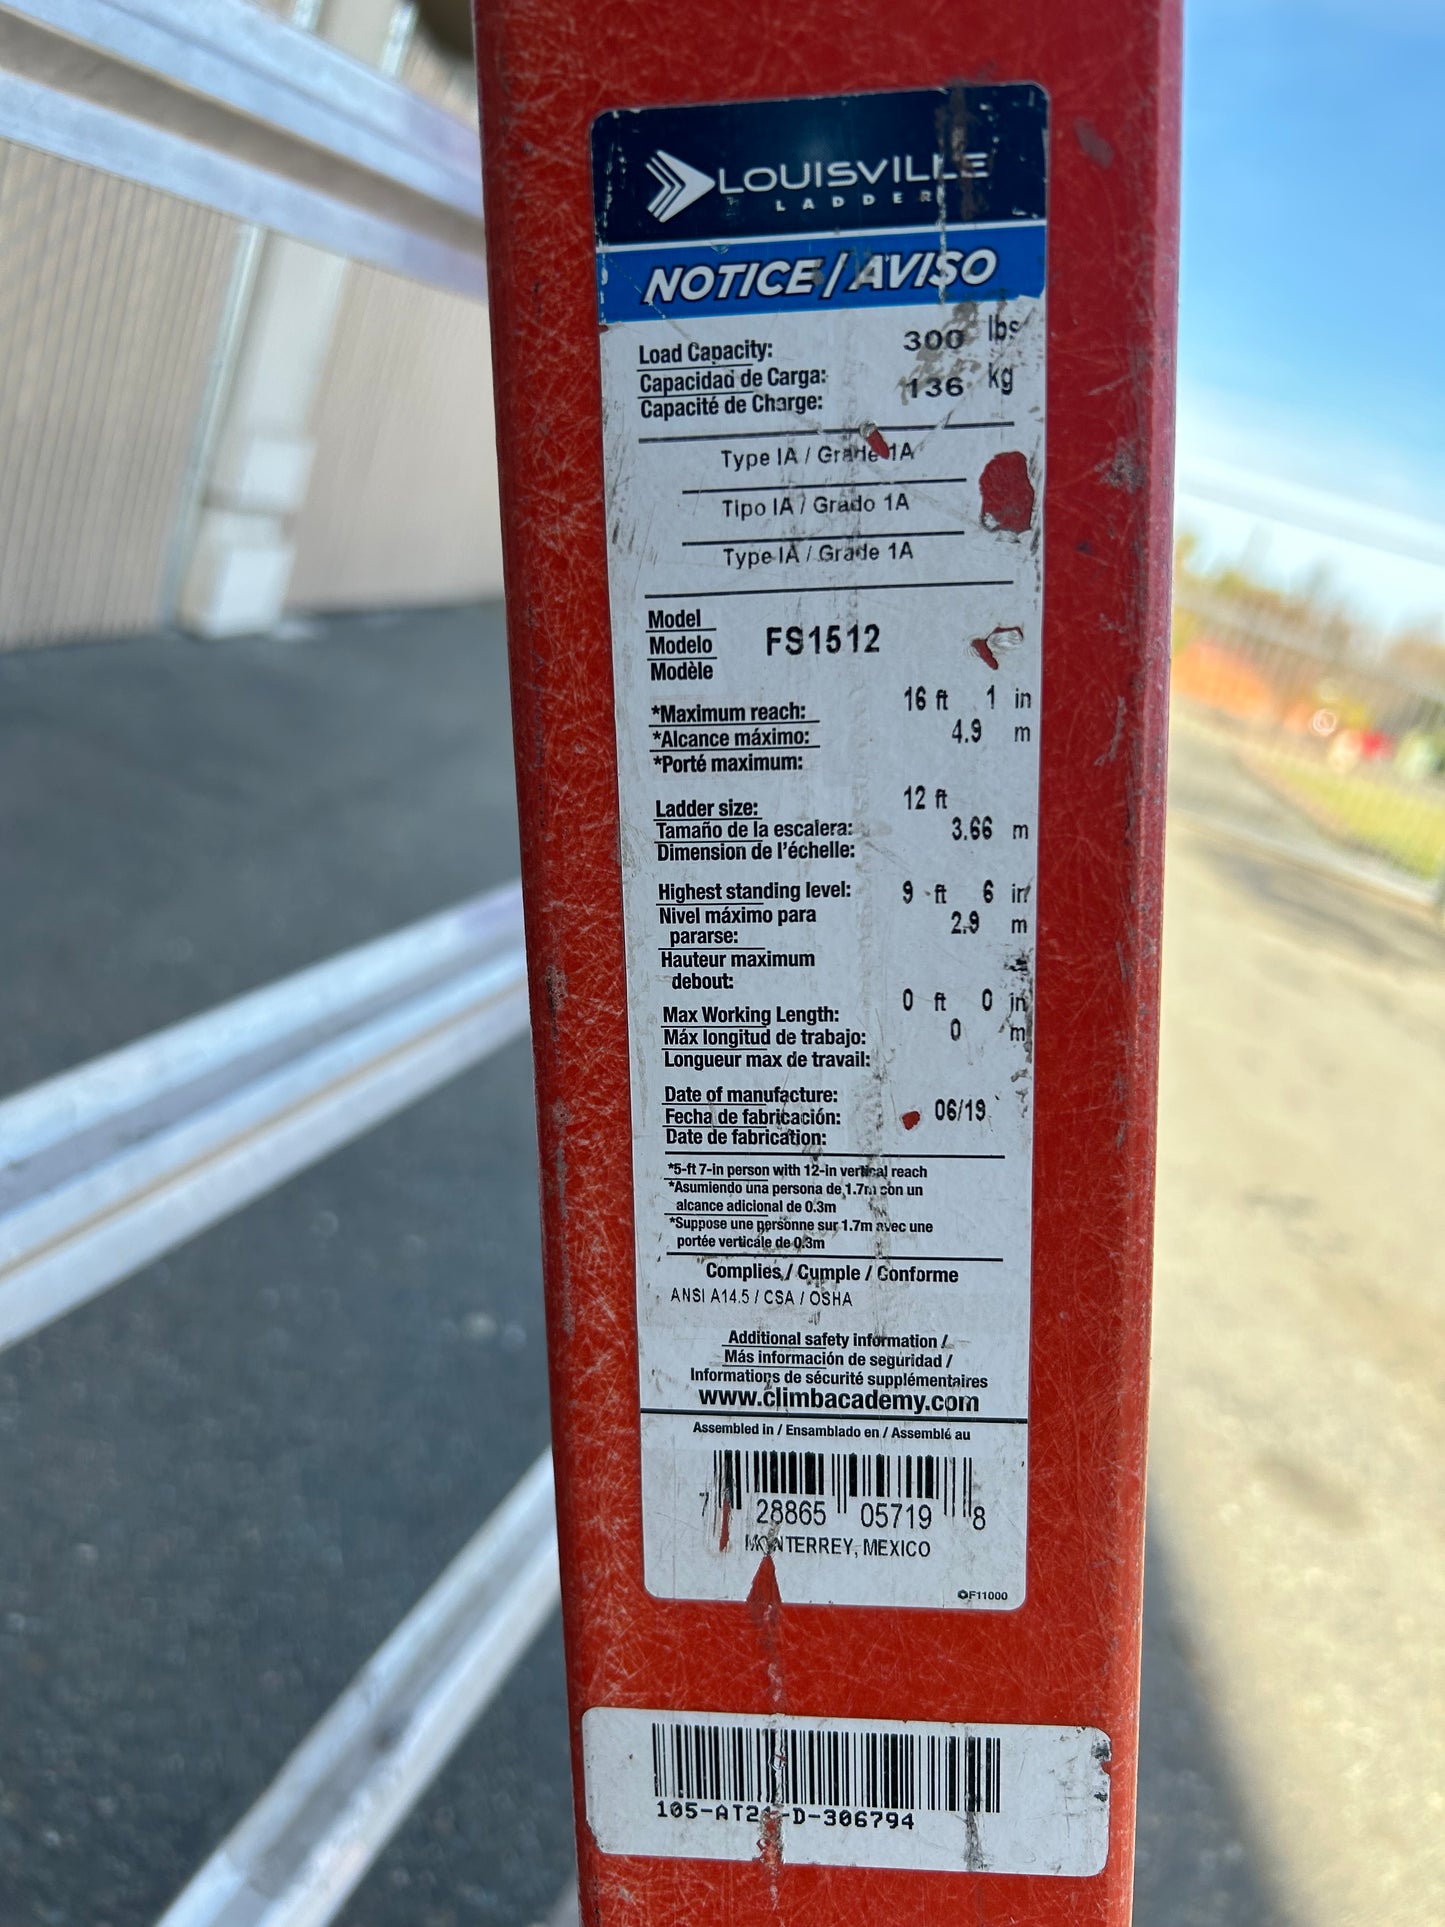 LOUISVILLE
LADDER
NOTICE / AVISO
Load Capacity: 300 lbs
Capacidad de Carga: 136 kg
Capacité de Charge:
Type IA / Grade 1A
Tipo IA / Grado 1A
Type IA / Grade 1A
Model
Modelo FS1512
Modèle
*Maximum reach: 16 ft 1 in
*Alcance máximo: 4.9 m
*Porté maximum:
Ladder size: 12 ft
Tamaño de la escalera: 3.66 m
Dimension de l'échelle:
Highest standing level: 9 ft 6 in
Nivel máximo para 2.9 m
pararse:
Hauteur maximum
debout:
Max Working Length: 0 ft 0 in
Máx longitud de trabajo: 0 m
Longueur max de travail:
Date of manufacture:
Fecha de fabricación: 06/19
Date de fabrication:
*5-ft 7-in person with 12-in vertical reach
*Asumiendo una persona de 1.7m con un
alcance adicional de 0.3m
*Suppose une personne sur 1.7m avec une
portée verticale de 0.3m
Complies / Cumple / Conforme
ANSI A14.5 / CSA / OSHA
Additional safety information /
Más información de seguridad /
Informations de sécurité supplémentaires
www.climbacademy.com
Assembled in / Ensamblado en / Assemblé au
7 28865 05719 8
MONTERREY, MEXICO
F11000